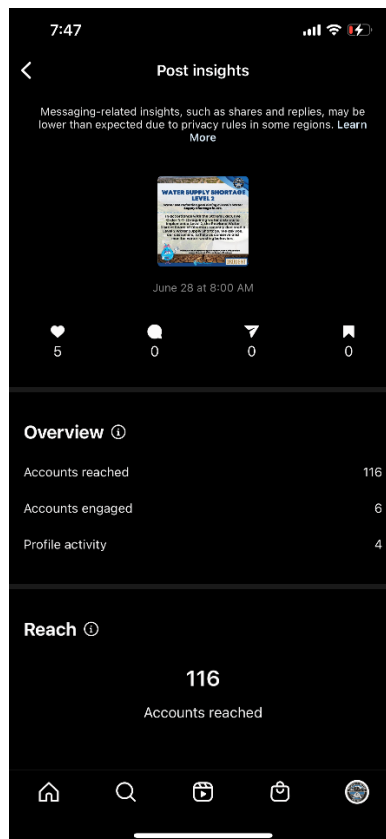 7:47
Post insights
Messaging-related insights, such as shares and replies, may be
lower than expected due to privacy rules in some regions. Learn
More
WATER SUPPLY SHORTAGE
LEVEL 2
June 28 at 8:00 AM
5
0
0
0
Overview
Accounts reached
116
Accounts engaged
6
Profile activity
4
Reach
116
Accounts reached